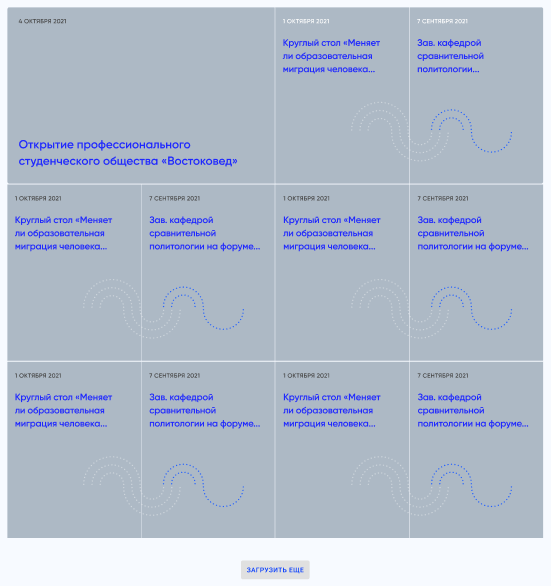 4 ОКТЯБРЯ 2021
Открытие профессионального
студенческого общества «Востоковед»
1 ОКТЯБРЯ 2021
Круглый стол «Меняет
ли образовательная
миграция человека...
7 СЕНТЯБРЯ 2021
Зав. кафедрой
сравнительной
политологии...
1 ОКТЯБРЯ 2021
Круглый стол «Меняет
ли образовательная
миграция человека...
7 СЕНТЯБРЯ 2021
Зав. кафедрой
сравнительной
политологии на форуме...
1 ОКТЯБРЯ 2021
Круглый стол «Меняет
ли образовательная
миграция человека...
7 СЕНТЯБРЯ 2021
Зав. кафедрой
сравнительной
политологии на форуме...
1 ОКТЯБРЯ 2021
Круглый стол «Меняет
ли образовательная
миграция человека...
7 СЕНТЯБРЯ 2021
Зав. кафедрой
сравнительной
политологии на форуме...
1 ОКТЯБРЯ 2021
Круглый стол «Меняет
ли образовательная
миграция человека...
7 СЕНТЯБРЯ 2021
Зав. кафедрой
сравнительной
политологии на форуме...
ЗАГРУЗИТЬ ЕЩЕ